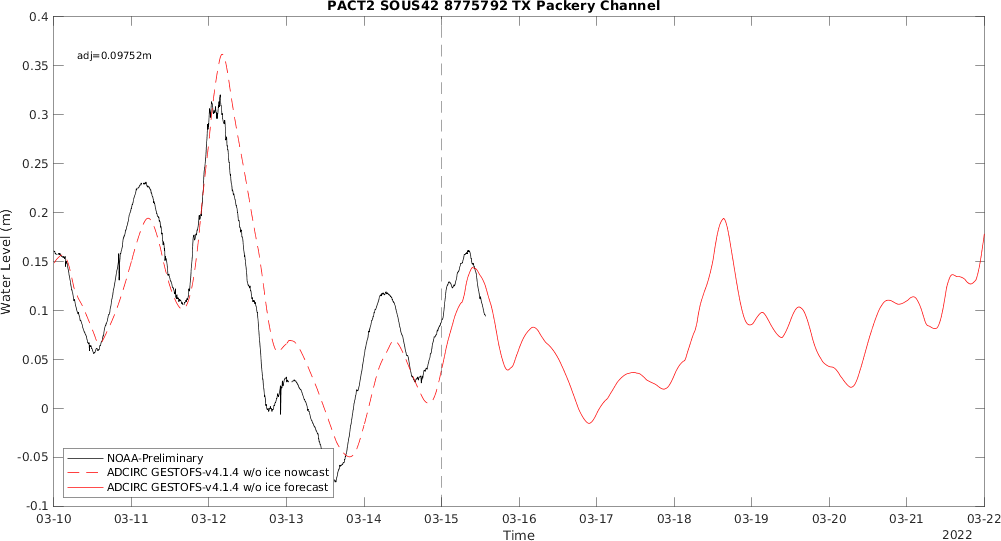 PACT2 SOUS42 8775792 TX Packery Channel
adj=0.09752m
0.4
0.35
0.3
0.25
0.2
0.15
0.1
0.05
0
-0.05
-0.1
Water Level (m)
NOAA-Preliminary
ADCIRC GESTOFS-v4.1.4 w/o ice nowcast
ADCIRC GESTOFS-v4.1.4 w/o ice forecast
03-10 03-11 03-12 03-13 03-14 03-15 03-16 03-17 03-18 03-19 03-20 03-21 03-22
Time
2022